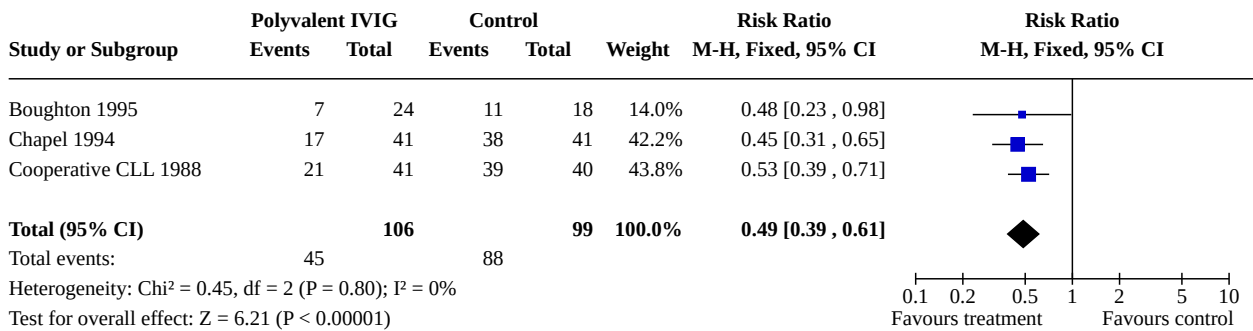 Polyvalent IVIG Control Risk Ratio Risk Ratio
Study or Subgroup Events Total Events Total Weight M-H, Fixed, 95% CI M-H, Fixed, 95% CI
Boughton 1995 7 24 11 18 14.0% 0.48 [0.23 , 0.98]
Chapel 1994 17 41 38 41 42.2% 0.45 [0.31 , 0.65]
Cooperative CLL 1988 21 41 39 40 43.8% 0.53 [0.39 , 0.71]
Total (95% CI) 106 99 100.0% 0.49 [0.39 , 0.61]
Total events: 45 88
Heterogeneity: Chi² = 0.45, df = 2 (P = 0.80); I² = 0%
0.1 0.2 0.5 1 2 5 10
Test for overall effect: Z = 6.21 (P < 0.00001) Favours treatment Favours control